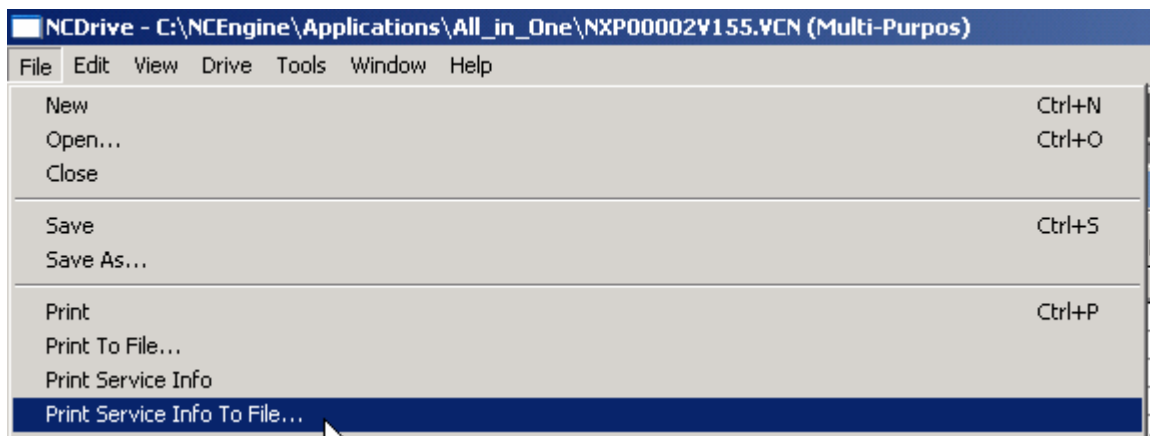 NCDrive - C:\NCEngine\Applications\All_in_One\NXP00002V155.VCN (Multi-Purpos)
File Edit View Drive Tools Window Help
New Ctrl+N
Open... Ctrl+O
Close
Save Ctrl+S
Save As...
Print Ctrl+P
Print To File...
Print Service Info
Print Service Info To File...